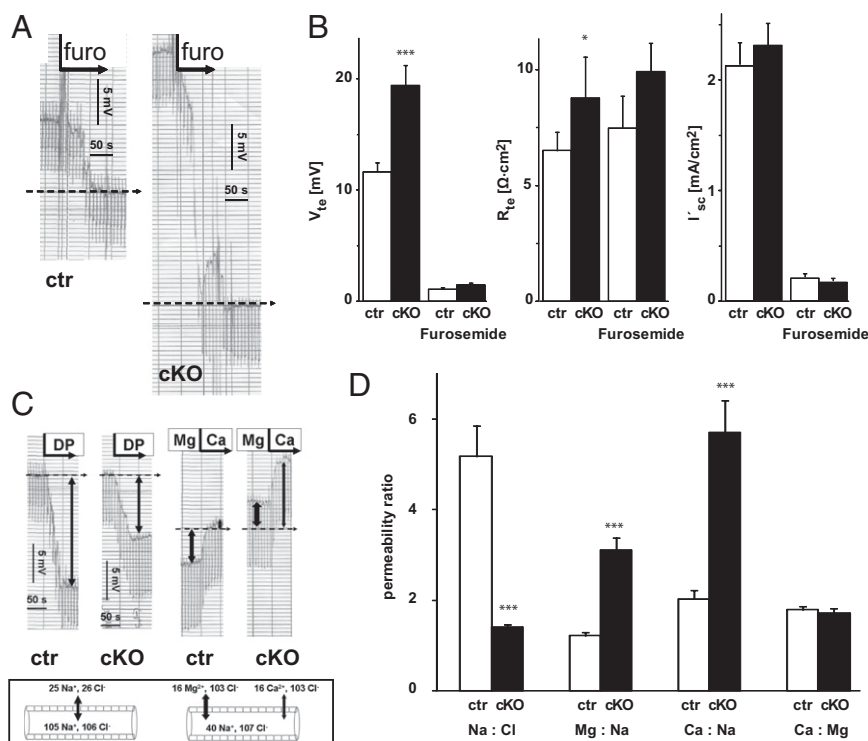 A
furo
5 mV
50 s
ctr
furo
5 mV
50 s
cKO
B
V_te [mV]
20
10
0
***
ctr cKO ctr cKO
Furosemide
R_te [Ω·cm²]
10
5
0
*
ctr cKO ctr cKO
Furosemide
I´_sc [mA/cm²]
2
1
0
ctr cKO ctr cKO
Furosemide
C
DP
5 mV
50 s
ctr
DP
5 mV
50 s
cKO
Mg Ca
ctr
Mg Ca
cKO
25 Na⁺, 26 Cl⁻
105 Na⁺, 106 Cl⁻
16 Mg²⁺, 103 Cl⁻ 16 Ca²⁺, 103 Cl⁻
40 Na⁺, 107 Cl⁻
D
permeability ratio
6
4
2
0
***
***
***
ctr cKO ctr cKO ctr cKO ctr cKO
Na : Cl Mg : Na Ca : Na Ca : Mg